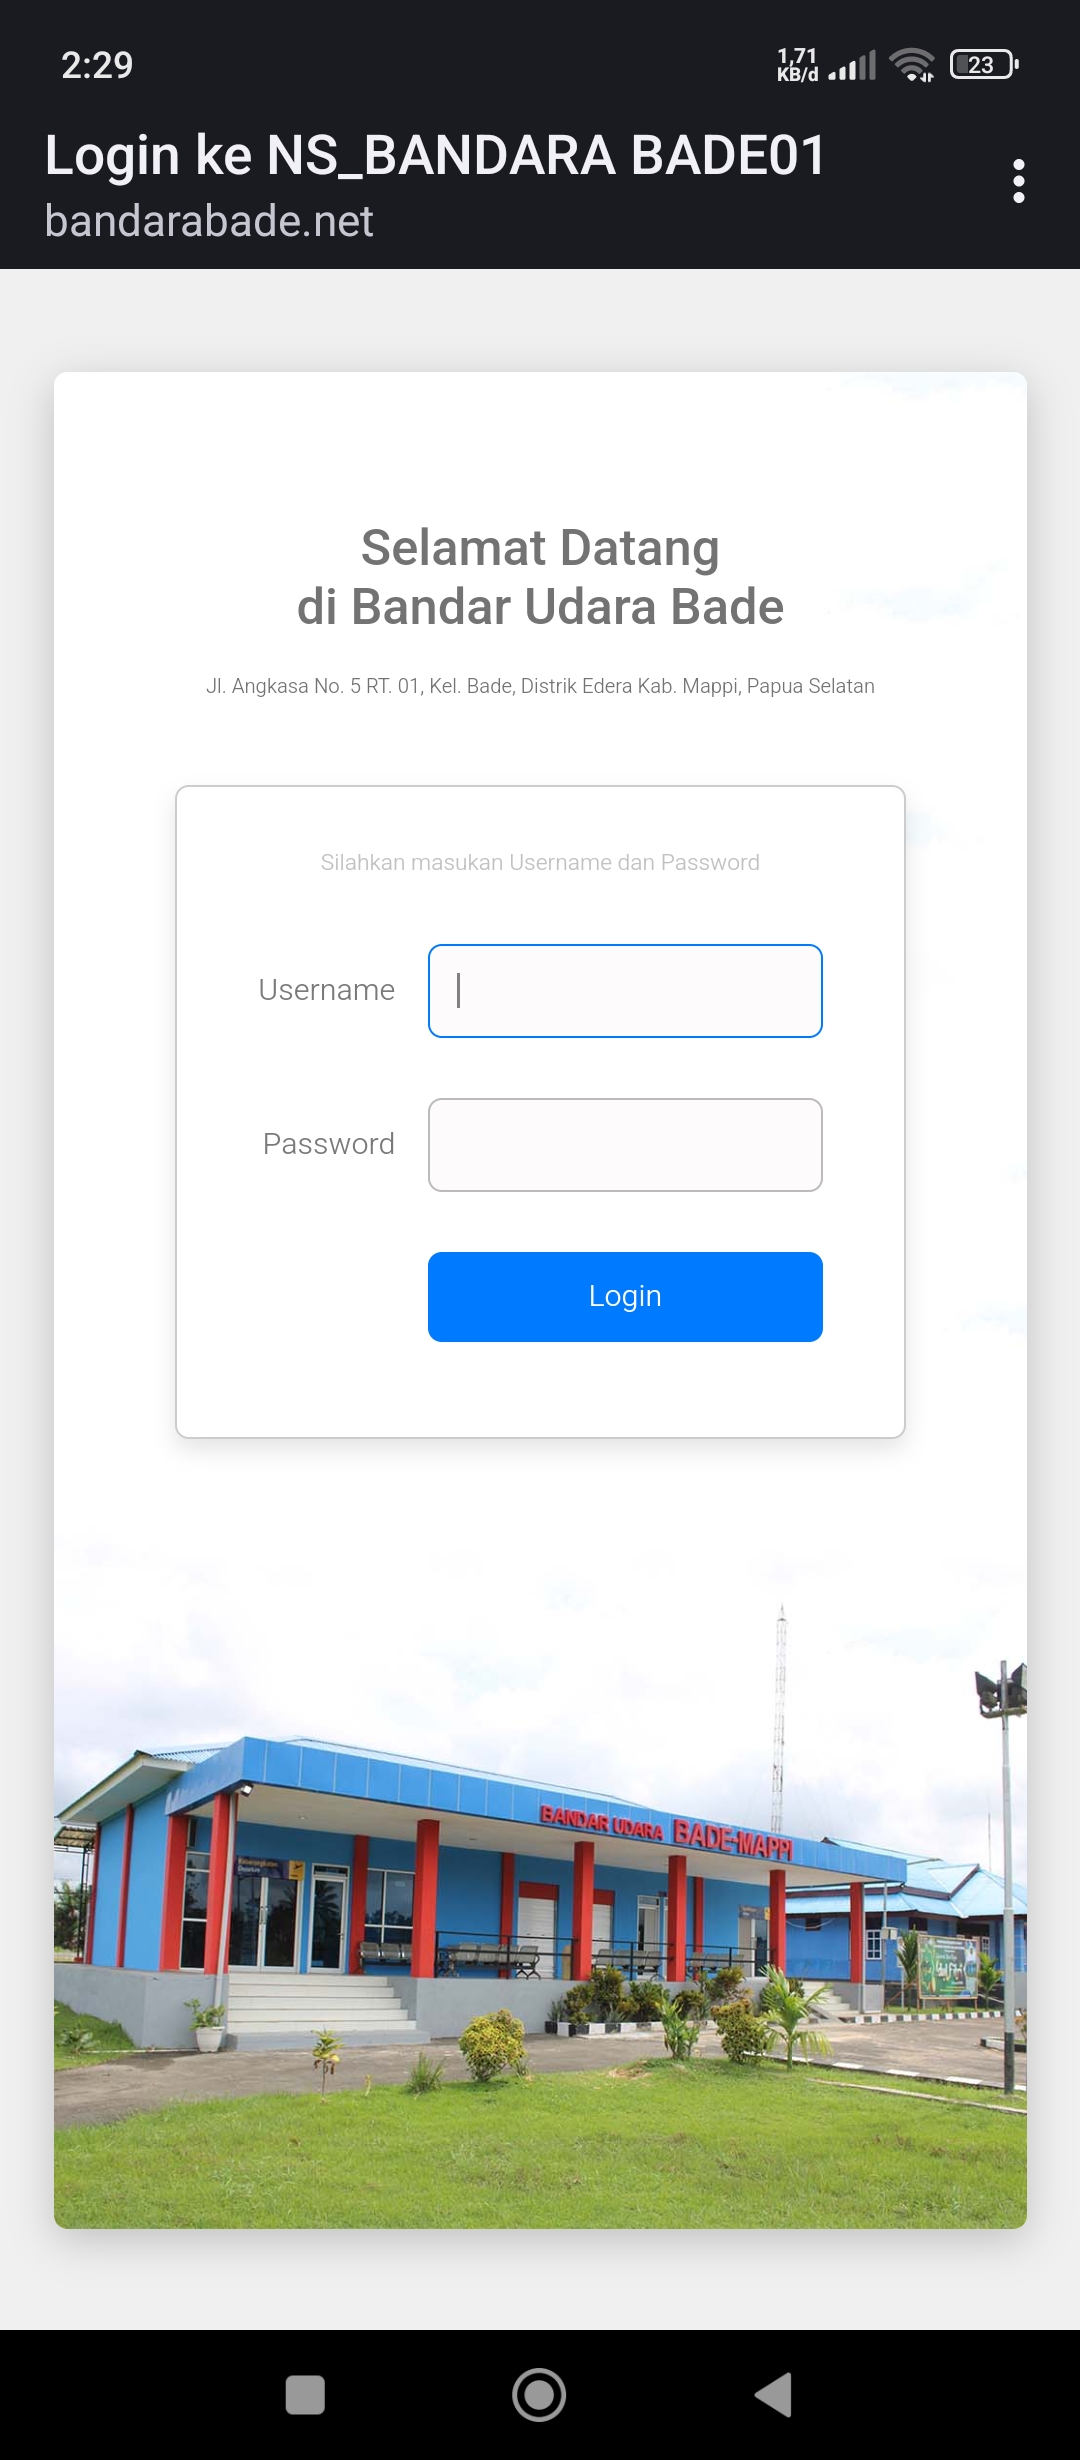 2:29
1,71
KB/d
23
Login ke NS_BANDARA BADE01
bandarabade.net
Selamat Datang
di Bandar Udara Bade
Jl. Angkasa No. 5 RT. 01, Kel. Bade, Distrik Edera Kab. Mappi, Papua Selatan
Silahkan masukan Username dan Password
Username
Password
Login
BANDAR UDARA BADE-MAPPI
Keberangkatan
Departure